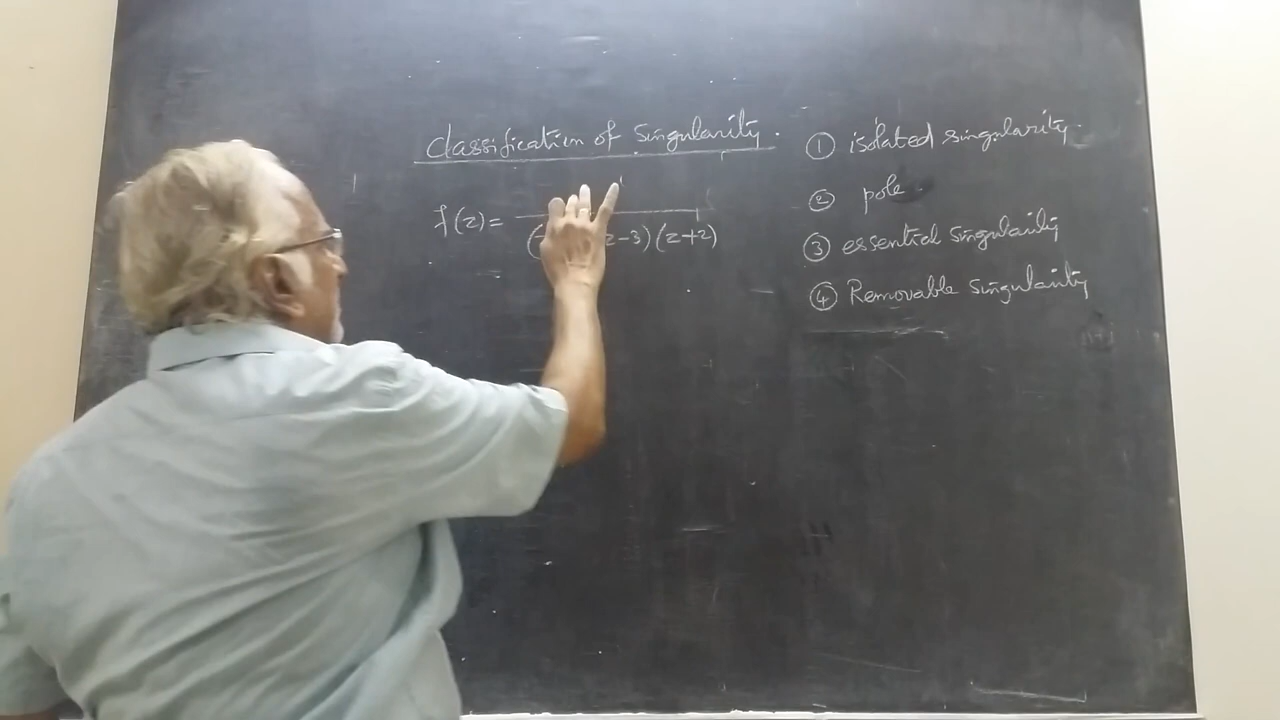 Classification of Singularity.
f(z) = (z-3)(z+2)
① isolated singularity.
② pole.
③ essential singularity
④ Removable singularity